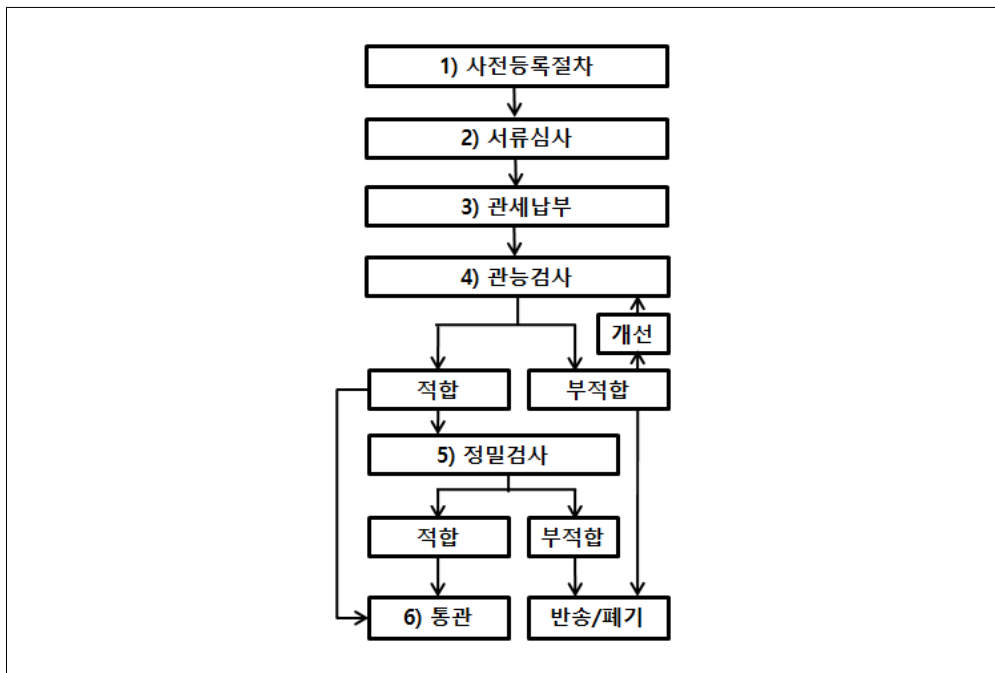 1) 사전등록절차
2) 서류심사
3) 관세납부
4) 관능검사
개선
적합
부적합
5) 정밀검사
적합
부적합
6) 통관
반송/폐기